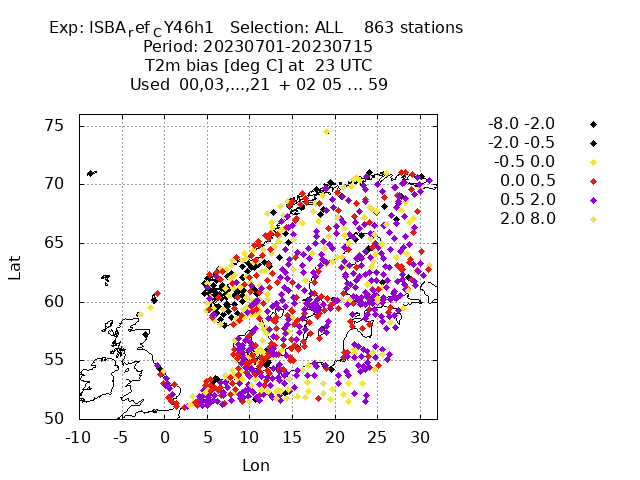 Exp: ISBA_ref_CY46h1 Selection: ALL 863 stations
Period: 20230701-20230715
T2m bias [deg C] at 23 UTC
Used 00,03,...,21 + 02 05 ... 59
-8.0 -2.0
-2.0 -0.5
-0.5 0.0
0.0 0.5
0.5 2.0
2.0 8.0
75
70
65
60
55
50
Lat
-10 -5 0 5 10 15 20 25 30
Lon